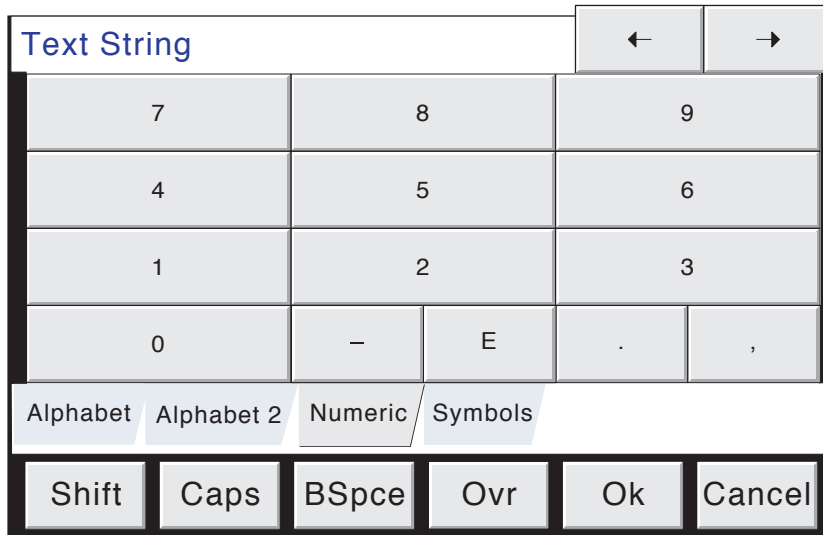 Text String ← →
7 8 9
4 5 6
1 2 3
0 – E . ,
Alphabet Alphabet 2 Numeric Symbols
Shift Caps BSpce Ovr Ok Cancel